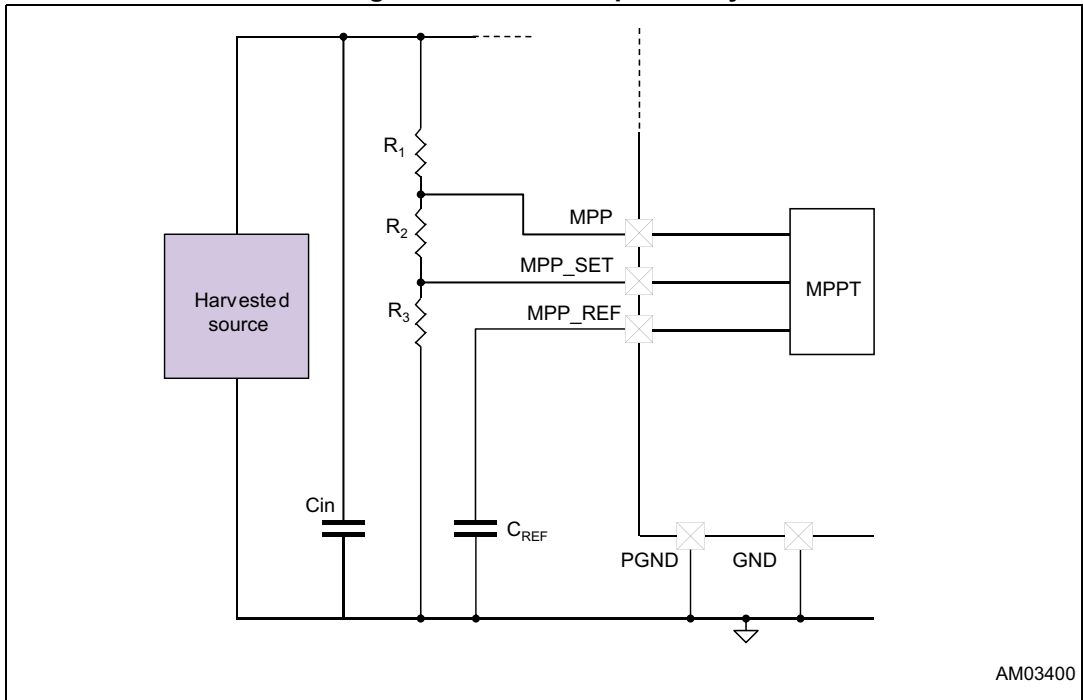 R1
MPP
R2
MPP_SET
Harvested
source
R3
MPP_REF
MPPT
Cin
CREF
PGND
GND
AM03400